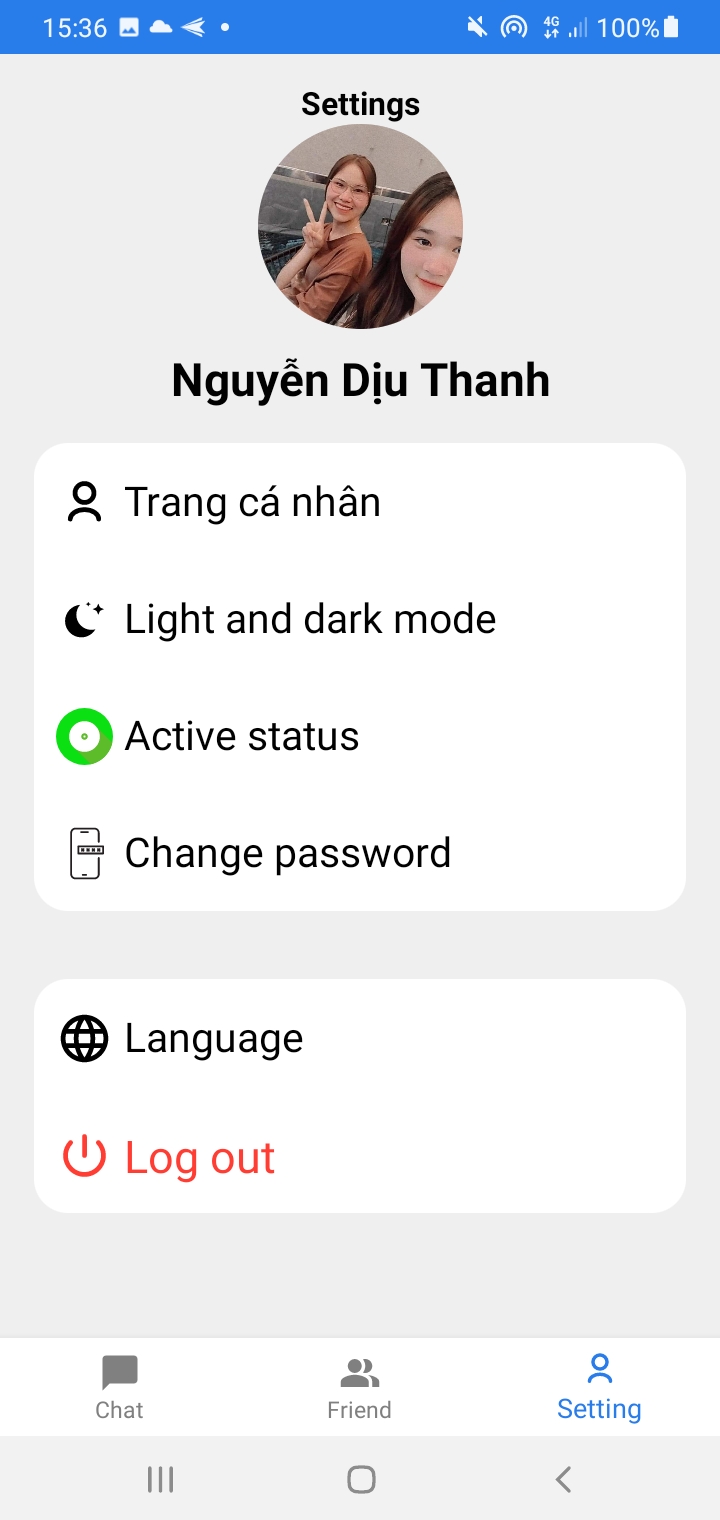 15:36 4G 100%
Settings
Nguyễn Dịu Thanh
Trang cá nhân
Light and dark mode
Active status
Change password
Language
Log out
Chat Friend Setting